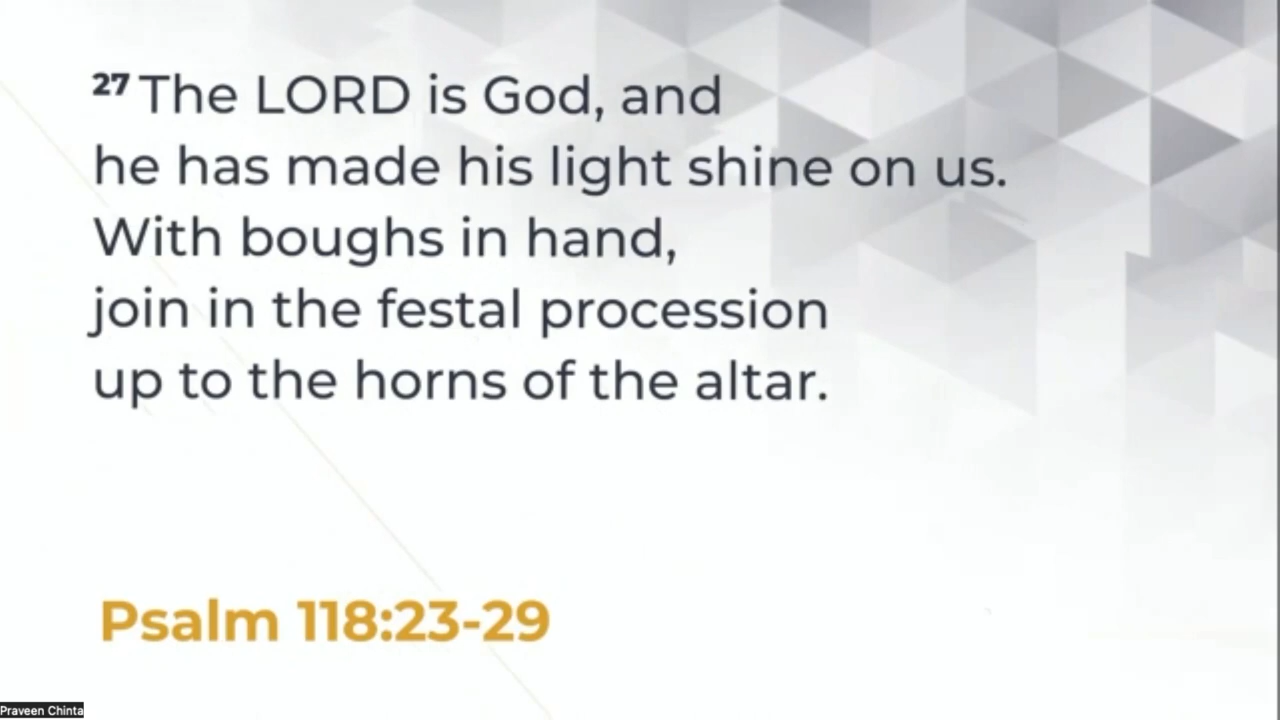 27 The LORD is God, and
he has made his light shine on us.
With boughs in hand,
join in the festal procession
up to the horns of the altar.
Psalm 118:23-29
Praveen Chinta